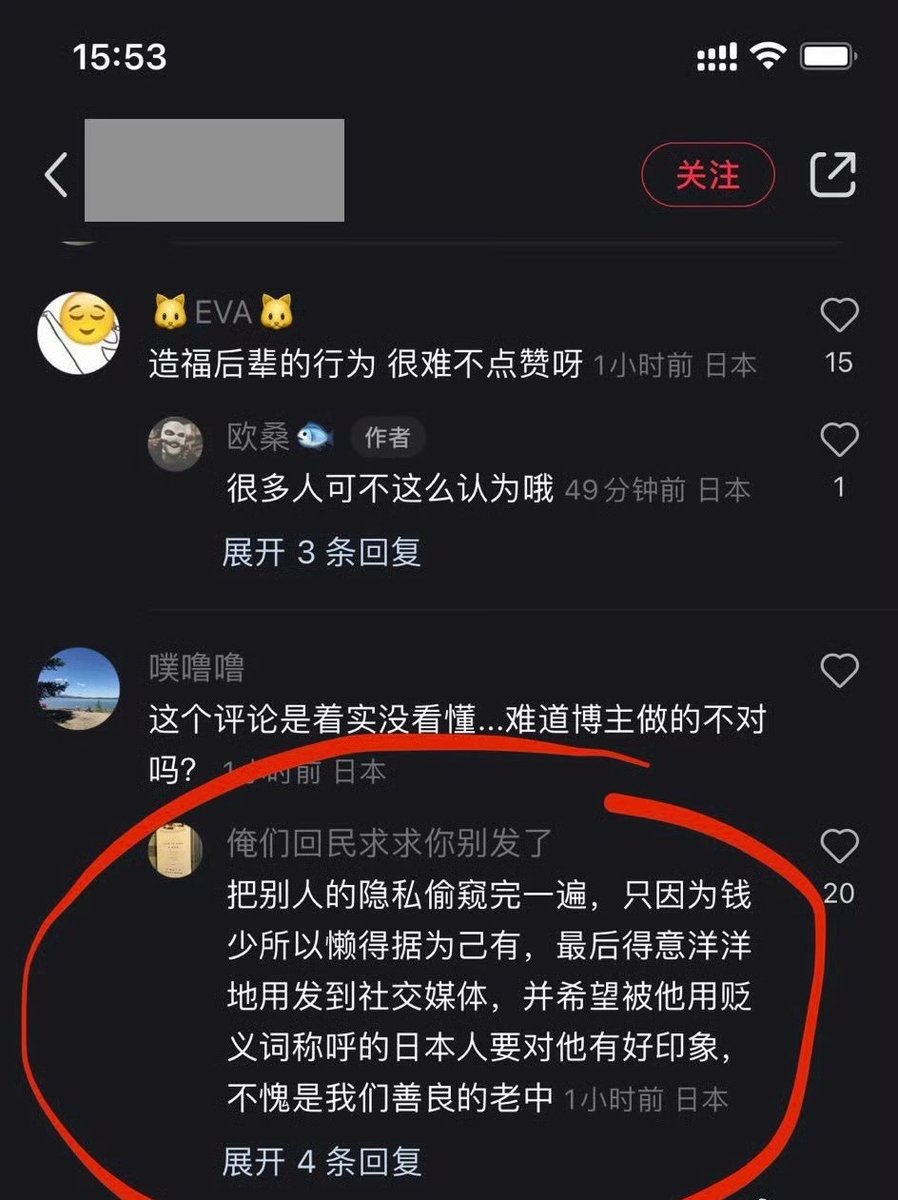 15:53
关注
🐱EVA🐱
造福后辈的行为 很难不点赞呀 1小时前 日本
15
欧桑🐟 作者
很多人可不这么认为哦 49分钟前 日本
1
展开 3 条回复
噗噜噜
这个评论是着实没看懂...难道博主做的不对
吗? 1小时前 日本
俺们回民求求你别发了
把别人的隐私偷窥完一遍，只因为钱
20
少所以懒得据为己有，最后得意洋洋
地用发到社交媒体，并希望被他用贬
义词称呼的日本人要对他有好印象，
不愧是我们善良的老中 1小时前 日本
展开 4 条回复